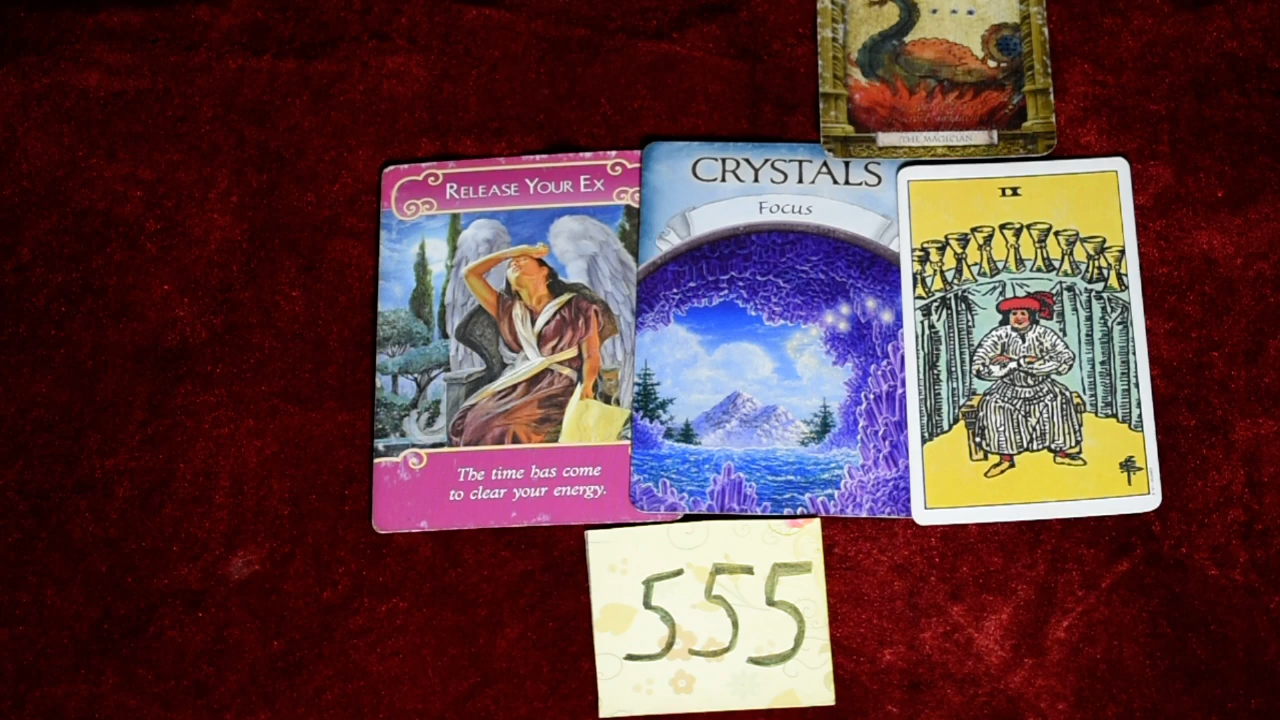 THE MAGICIAN
RELEASE YOUR EX
The time has come
to clear your energy.
CRYSTALS
Focus
IX
555